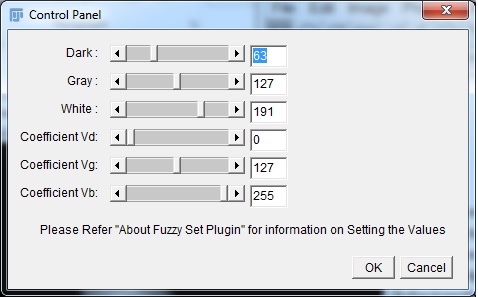 Control Panel
Dark : 63
Gray : 127
White : 191
Coefficient Vd: 0
Coefficient Vg: 127
Coefficient Vb: 255
Please Refer "About Fuzzy Set Plugin" for information on Setting the Values
OK Cancel